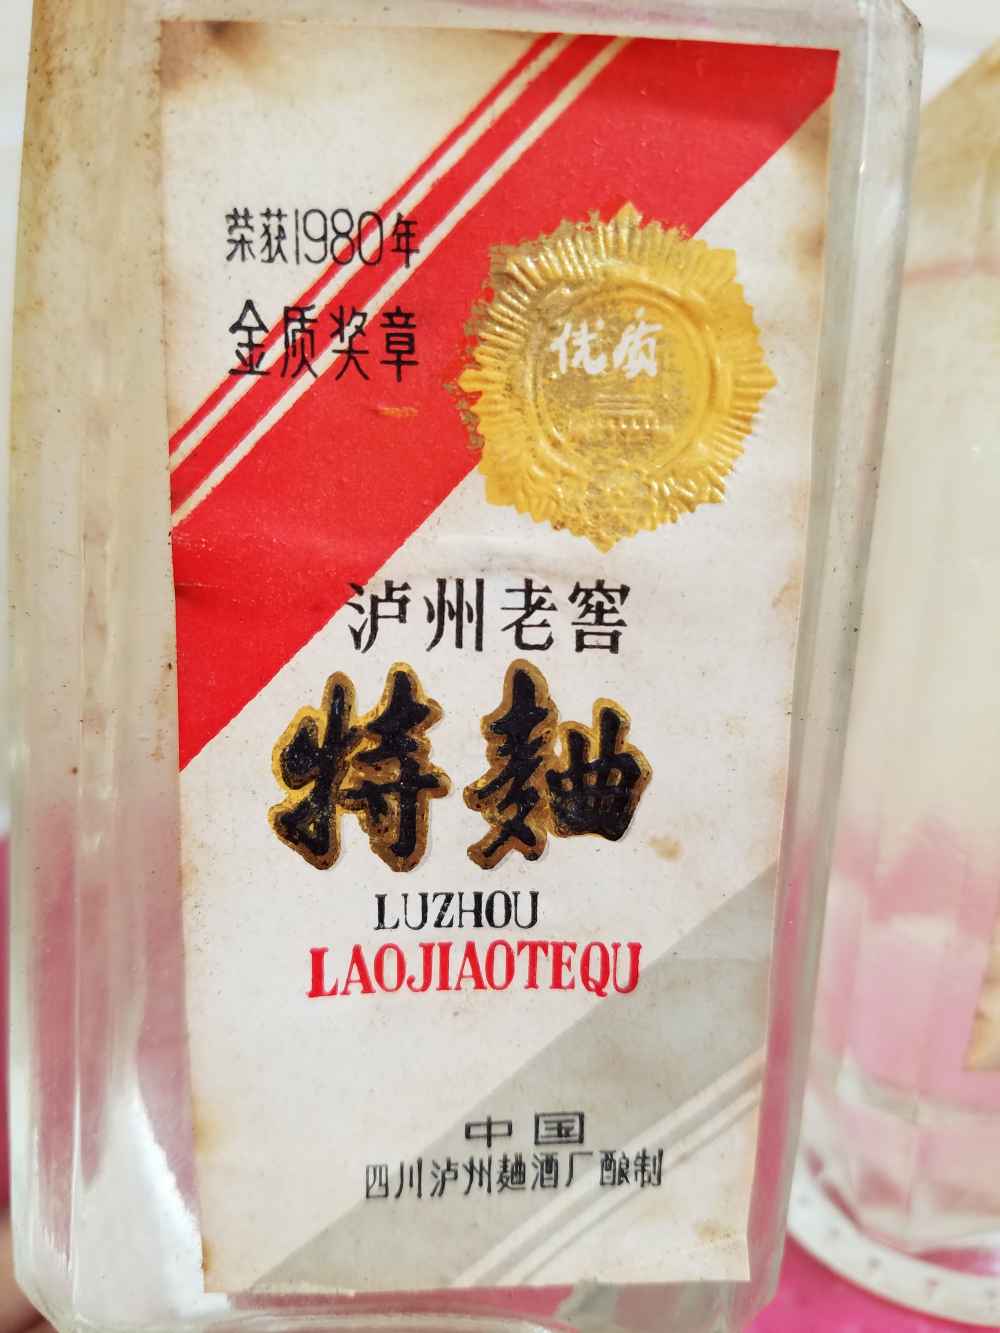 荣获1980年
金质奖章
优质
泸州老窖
特麯
LUZHOU
LAOJIAOTEQU
中国
四川泸州麯酒厂酿制